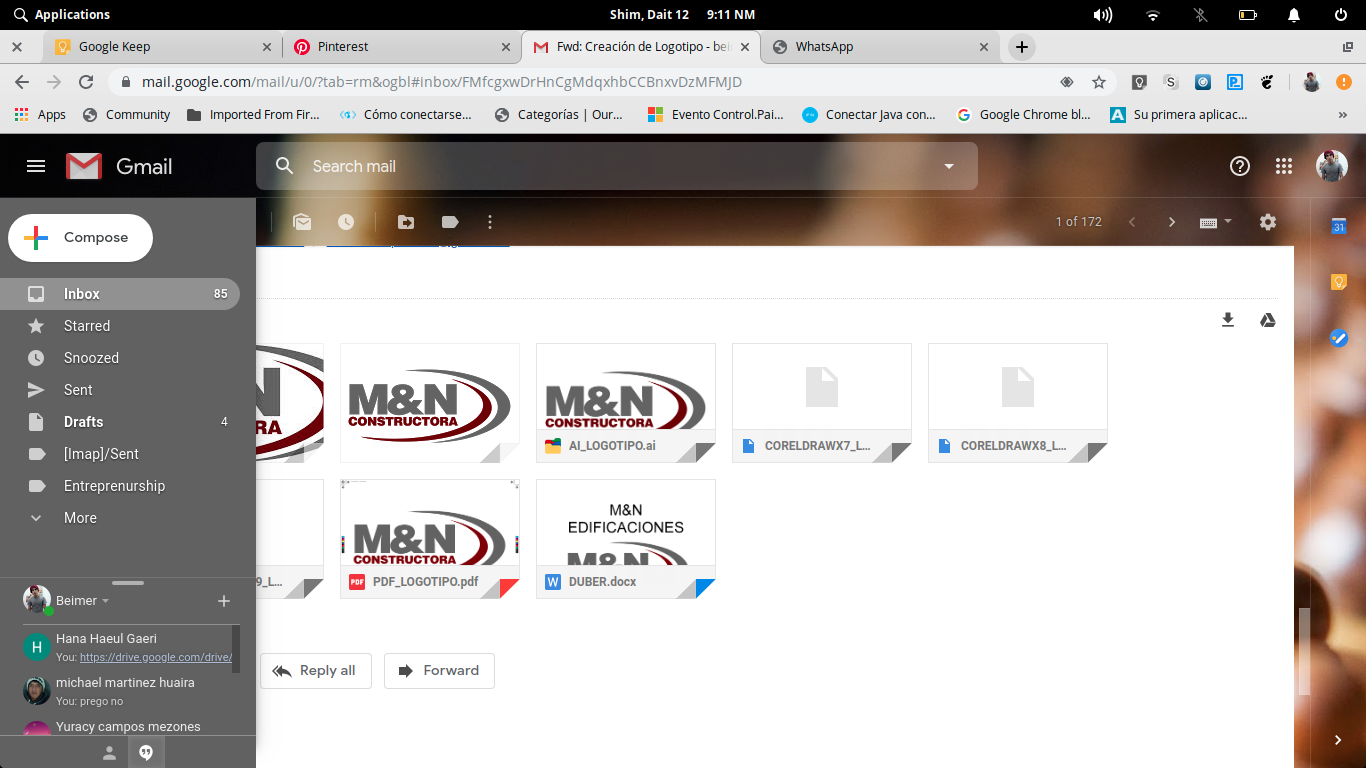 Applications
Shim, Dait 12   9:11 NM
Google Keep
Pinterest
Fwd: Creación de Logotipo - bei
WhatsApp
mail.google.com/mail/u/0/?tab=rm&ogbl#inbox/FMfcgxwDrHnCgMdqxhbCCBnxvDzMFMJD
Apps
Community
Imported From Fir...
Cómo conectarse...
Categorías | Our...
Evento Control.Pai...
Conectar Java con...
Google Chrome bl...
Su primera aplicac...
Gmail
Search mail
Compose
1 of 172
Inbox 85
Starred
Snoozed
Sent
Drafts 4
[Imap]/Sent
Entreprenurship
More
N
ORA
M&N
CONSTRUCTORA
M&N
CONSTRUCTORA
AI_LOGOTIPO.ai
CORELDRAWX7_L...
CORELDRAWX8_L...
9_L...
M&N
CONSTRUCTORA
PDF_LOGOTIPO.pdf
M&N
EDIFICACIONES
M&N
DUBER.docx
Beimer
H
Hana Haeul Gaeri
You: https://drive.google.com/drive/
michael martinez huaira
You: prego no
Yuracy campos mezones
Reply all
Forward
31